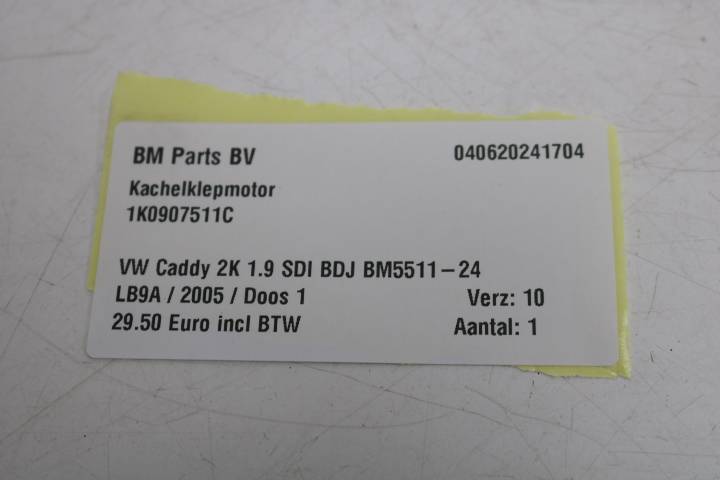 BM Parts BV 040620241704
Kachelklepmotor
1K0907511C
VW Caddy 2K 1.9 SDI BDJ BM5511-24
LB9A / 2005 / Doos 1 Verz: 10
29.50 Euro incl BTW Aantal: 1